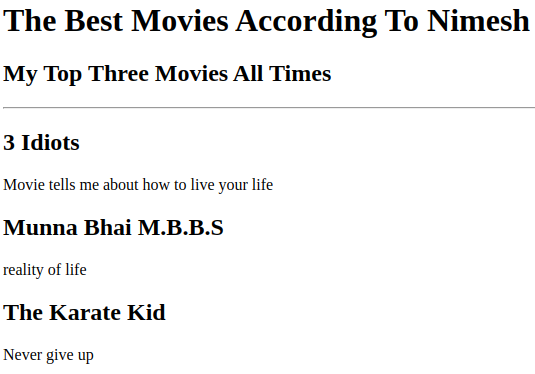 The Best Movies According To Nimesh
My Top Three Movies All Times
3 Idiots
Movie tells me about how to live your life
Munna Bhai M.B.B.S
reality of life
The Karate Kid
Never give up